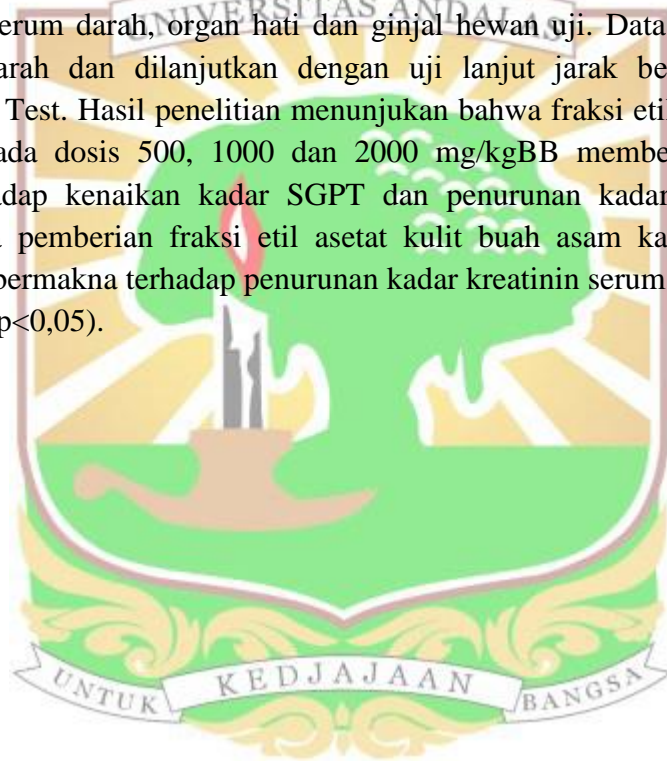 UNIVERSITAS ANDALAS
erum darah, organ hati dan ginjal hewan uji. Data
arah dan dilanjutkan dengan uji lanjut jarak be
Test. Hasil penelitian menunjukan bahwa fraksi etil
ada dosis 500, 1000 dan 2000 mg/kgBB membe
adap kenaikan kadar SGPT dan penurunan kadar
pemberian fraksi etil asetat kulit buah asam ka
bermakna terhadap penurunan kadar kreatinin serum
p<0,05).
UNTUK KEDJAJAAN BANGSA